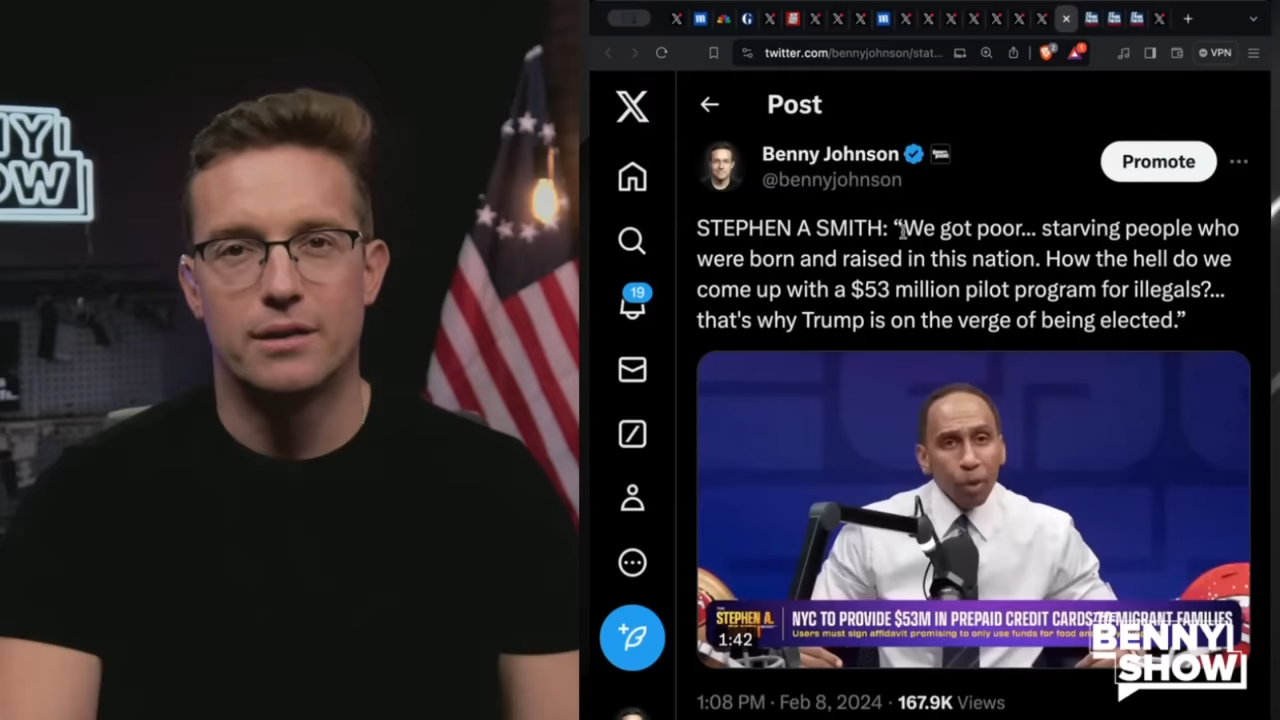 twitter.com/bennyjohnson/stat...
2
1
VPN
Post
Benny Johnson
@bennyjohnson
Promote
STEPHEN A SMITH: “We got poor... starving people who
were born and raised in this nation. How the hell do we
come up with a $53 million pilot program for illegals?...
that's why Trump is on the verge of being elected.”
19
STEPHEN A.
NYC TO PROVIDE $53M IN PREPAID CREDIT CARDS TO MIGRANT FAMILIES
Users must sign affidavit promising to only use funds for food and
1:42
BENNY
SHOW
1:08 PM · Feb 8, 2024 · 167.9K Views